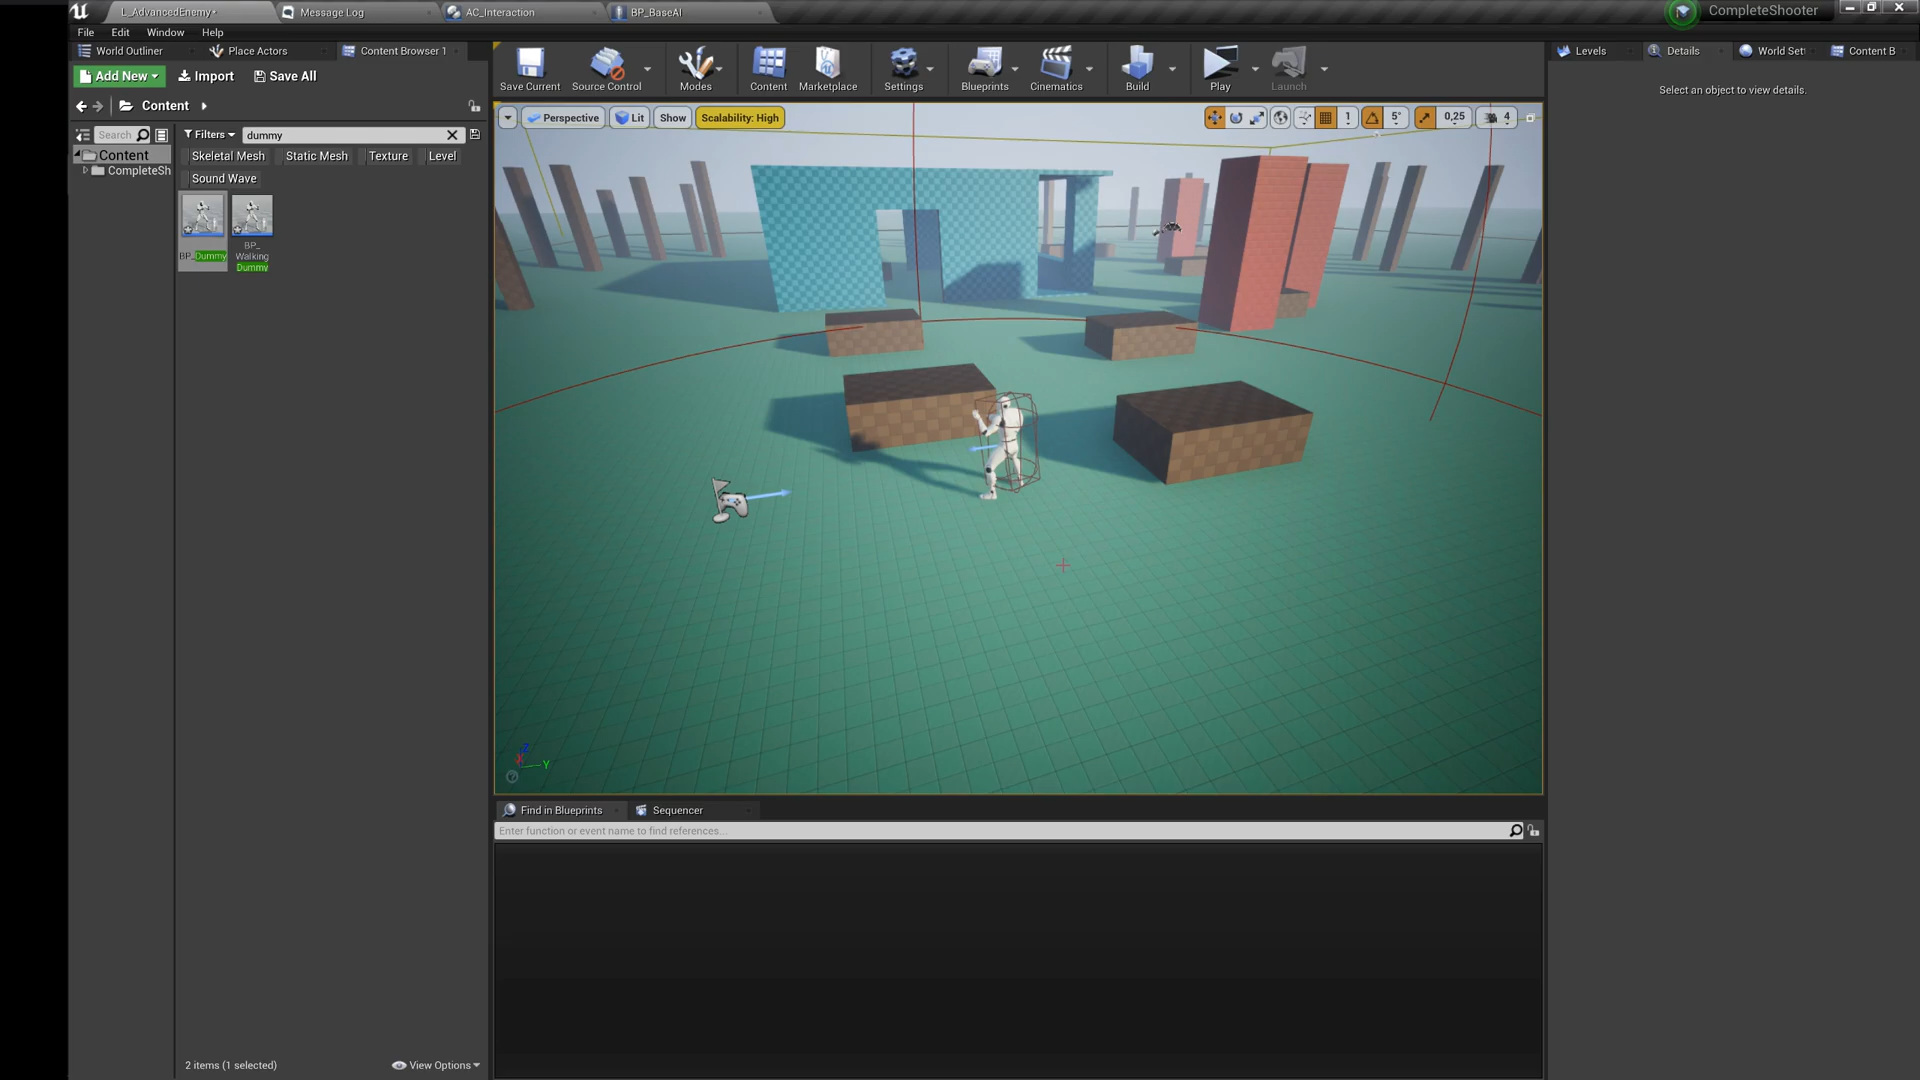 L_AdvancedEnemy•
Message Log
AC_Interaction
BP_BaseAI
CompleteShooter
File
Edit
Window
Help
World Outliner
Place Actors
Content Browser 1
Levels
Details
World Set
Content B
Add New
Import
Save All
Save Current
Source Control
Modes
Content
Marketplace
Settings
Blueprints
Cinematics
Build
Play
Launch
Select an object to view details.
Content
Search
Filters
dummy
Perspective
Lit
Show
Scalability: High
1
5°
0,25
4
Content
CompleteSh
Skeletal Mesh
Static Mesh
Texture
Level
Sound Wave
BP_Dummy
BP_
Walking
Dummy
Z
X
Y
Find in Blueprints
Sequencer
Enter function or event name to find references...
2 items (1 selected)
View Options